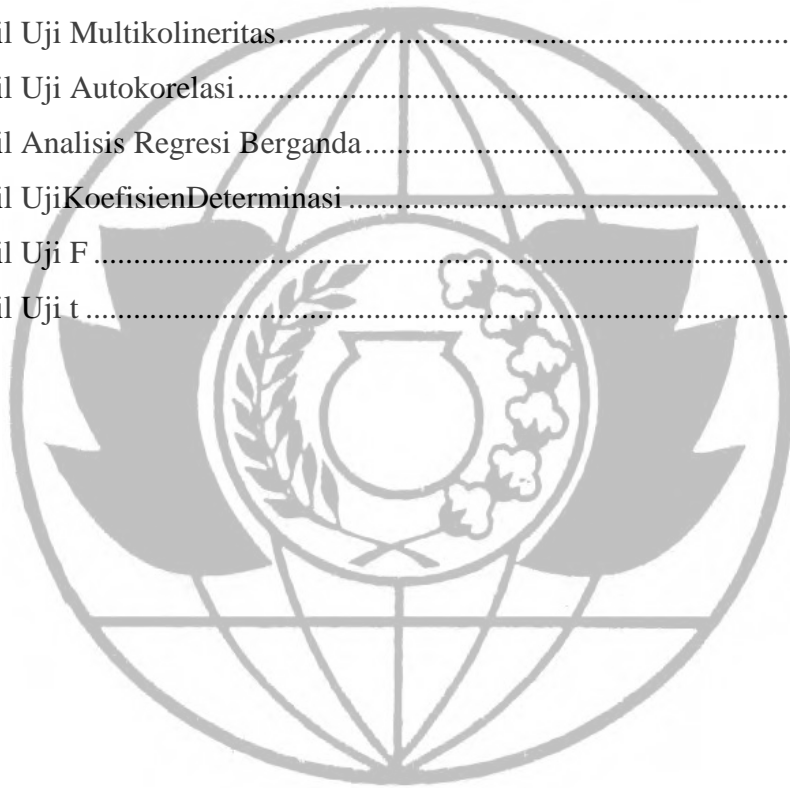 il Uji Multikolineritas...............................................................
il Uji Autokorelasi.....................................................................
il Analisis Regresi Berganda.....................................................
il UjiKoefisienDeterminasi........................................................
il Uji F.......................................................................................
il Uji t........................................................................................